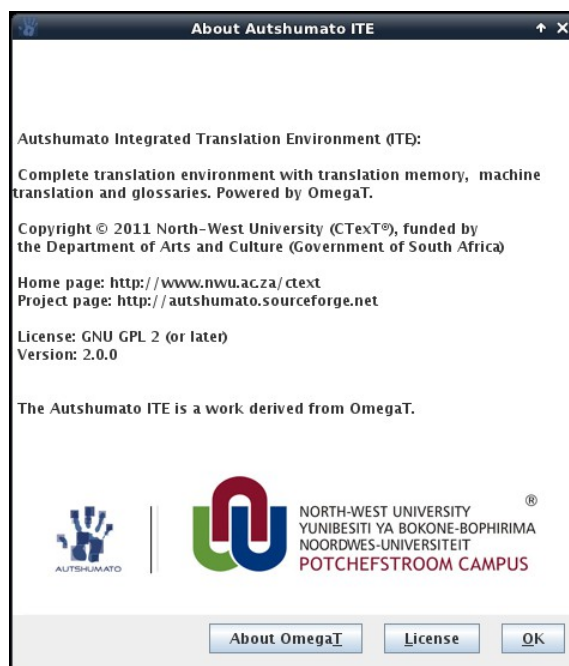 About Autshumato ITE
Autshumato Integrated Translation Environment (ITE):
Complete translation environment with translation memory, machine
translation and glossaries. Powered by OmegaT.
Copyright © 2011 North-West University (CTexT®), funded by
the Department of Arts and Culture (Government of South Africa)
Home page: http://www.nwu.ac.za/ctext
Project page: http://autshumato.sourceforge.net
License: GNU GPL 2 (or later)
Version: 2.0.0
The Autshumato ITE is a work derived from OmegaT.
AUTSHUMATO
NORTH-WEST UNIVERSITY ®
YUNIBESITI YA BOKONE-BOPHIRIMA
NOORDWES-UNIVERSITEIT
POTCHEFSTROOM CAMPUS
About OmegaT License OK